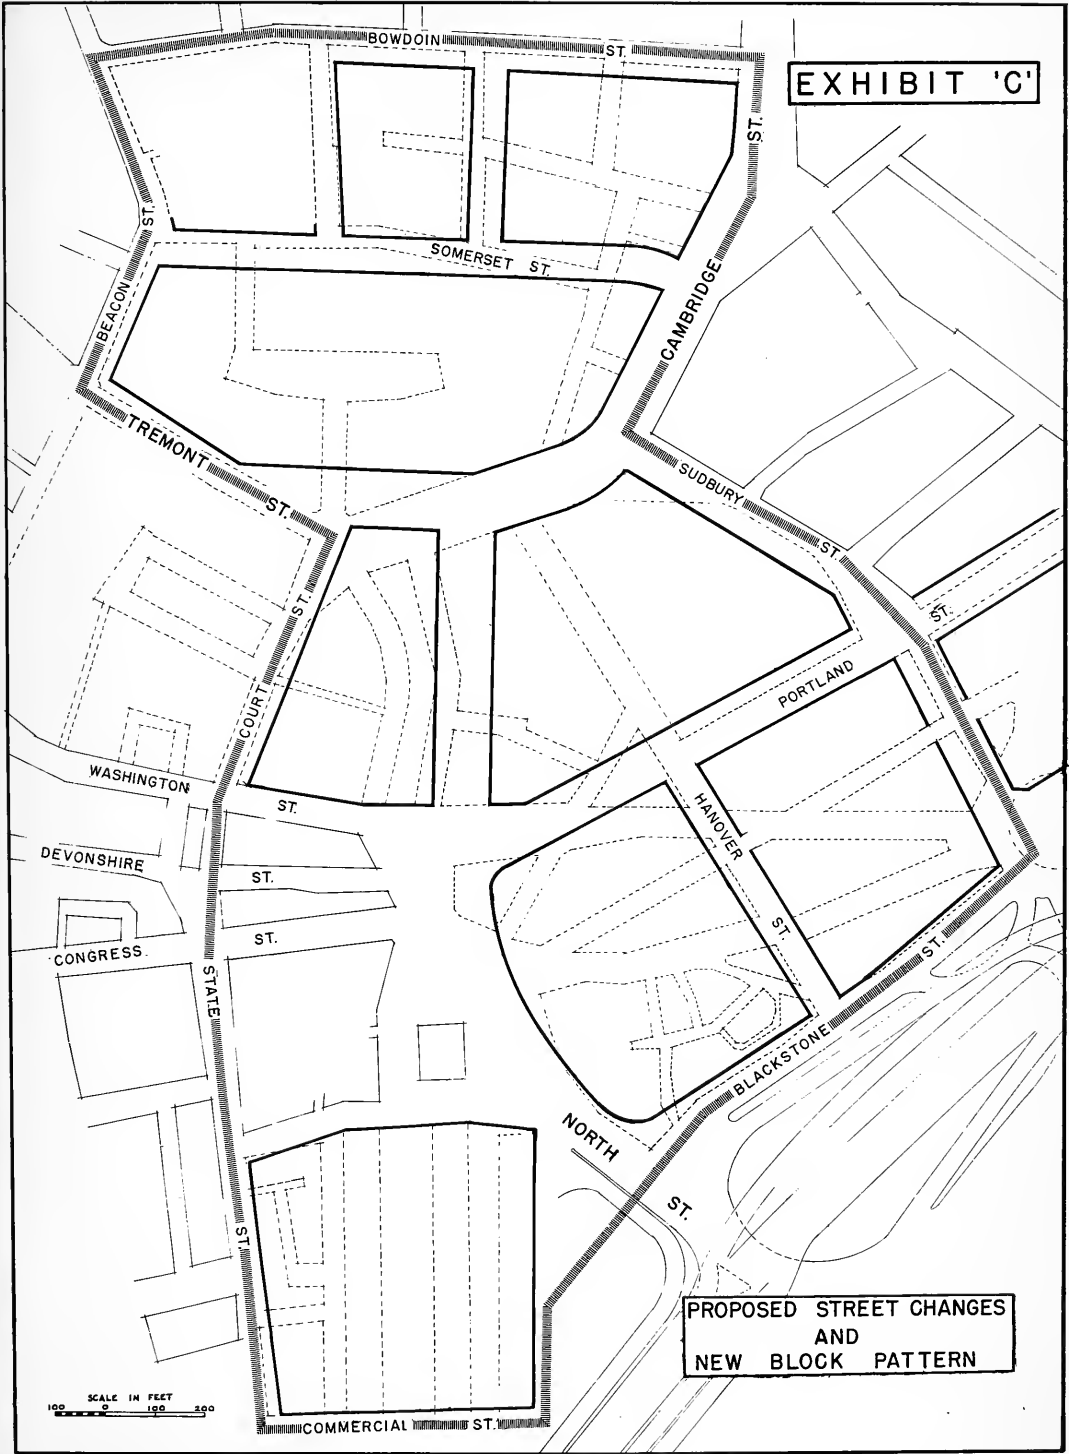 BOWDOIN ST.
EXHIBIT 'C'
ST.
ST.
SOMERSET ST.
BEACON
CAMBRIDGE
TREMONT ST.
SUDBURY ST.
ST.
ST.
PORTLAND
COURT
WASHINGTON ST.
HANOVER ST.
DEVONSHIRE ST.
CONGRESS ST.
ST.
STATE
BLACKSTONE
NORTH ST.
ST.
PROPOSED STREET CHANGES
AND
NEW BLOCK PATTERN
SCALE IN FEET
100 0 100 200
COMMERCIAL ST.